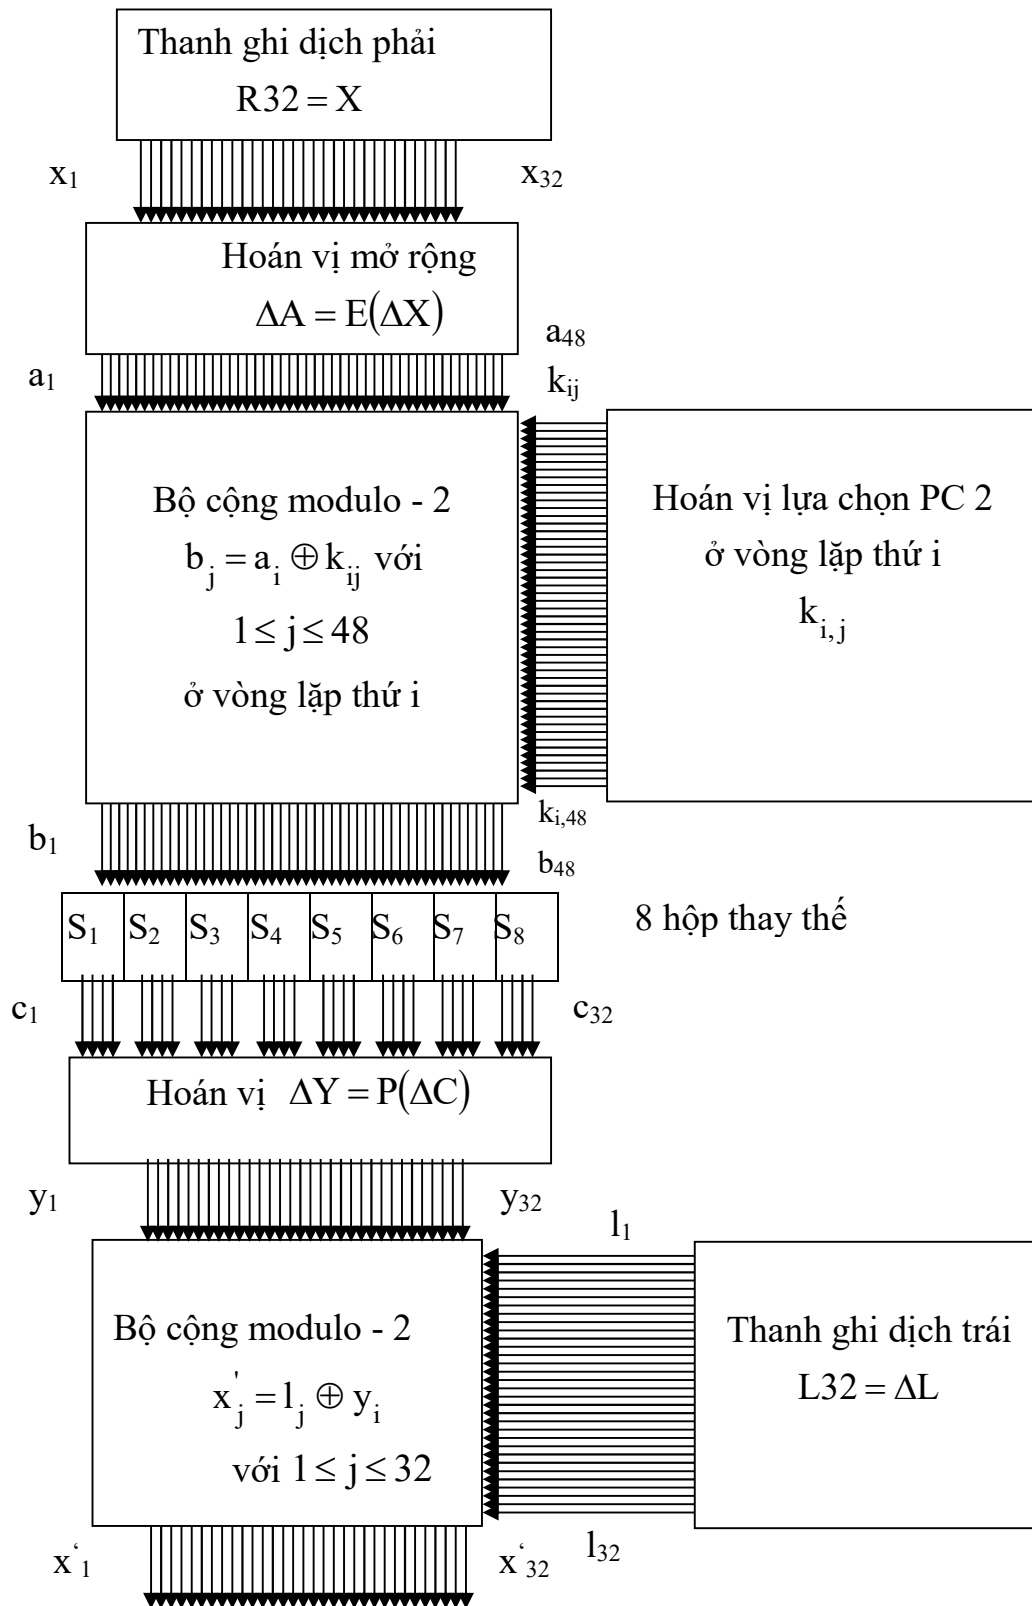 Thanh ghi dịch phải
R32 = X
x₁
x₃₂
Hoán vị mở rộng
ΔA = E(ΔX)
a₄₈
a₁
kᵢⱼ
Bộ cộng modulo - 2
bⱼ = aᵢ ⊕ kᵢⱼ với
1 ≤ j ≤ 48
ở vòng lặp thứ i
Hoán vị lựa chọn PC 2
ở vòng lặp thứ i
k_{i,j}
k_{i,48}
b₁
b₄₈
S₁ S₂ S₃ S₄ S₅ S₆ S₇ S₈
8 hộp thay thế
c₁
c₃₂
Hoán vị ΔY = P(ΔC)
y₁
y₃₂
l₁
Bộ cộng modulo - 2
x'ⱼ = lⱼ ⊕ yᵢ
với 1 ≤ j ≤ 32
Thanh ghi dịch trái
L32 = ΔL
l₃₂
x‘₁
x‘₃₂